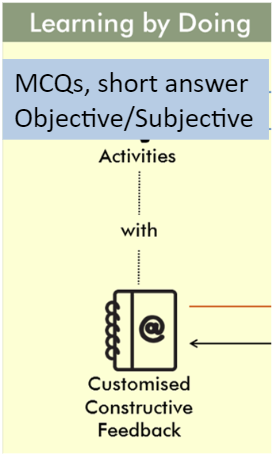 Learning by Doing
MCQs, short answer
Objective/Subjective
Activities
with
@
Customised
Constructive
Feedback